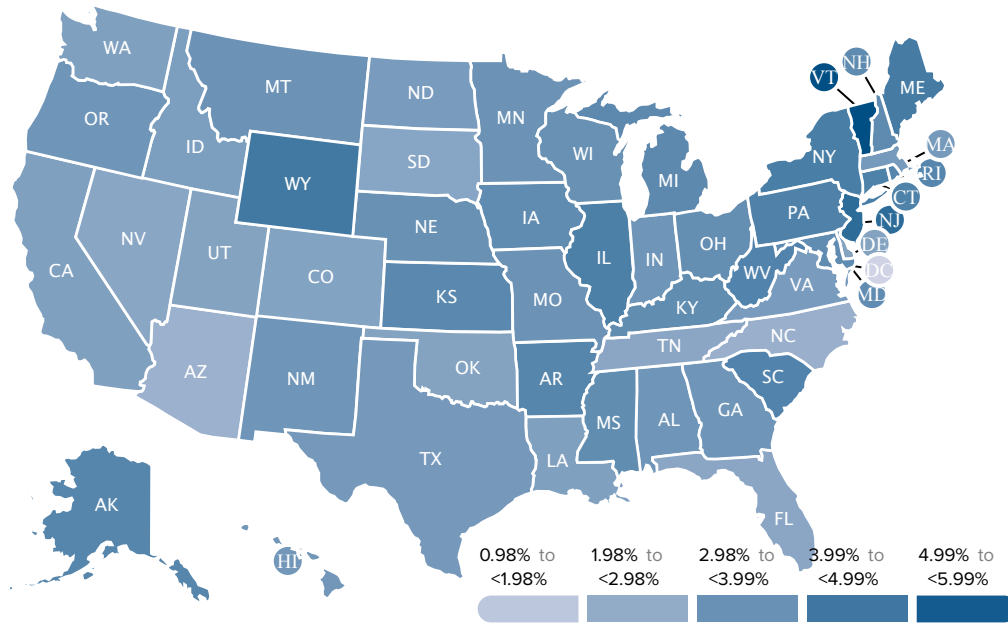 WA
MT
ND
MN
VT
NH
ME
OR
ID
SD
WI
MI
NY
MA
RI
CT
WY
NE
IA
PA
NJ
NV
UT
CO
IL
IN
OH
DE
DC
MD
CA
KS
MO
KY
WV
VA
AZ
NM
OK
AR
TN
NC
SC
TX
LA
MS
AL
GA
FL
AK
HI
0.98% to
<1.98%
1.98% to
<2.98%
2.98% to
<3.99%
3.99% to
<4.99%
4.99% to
<5.99%